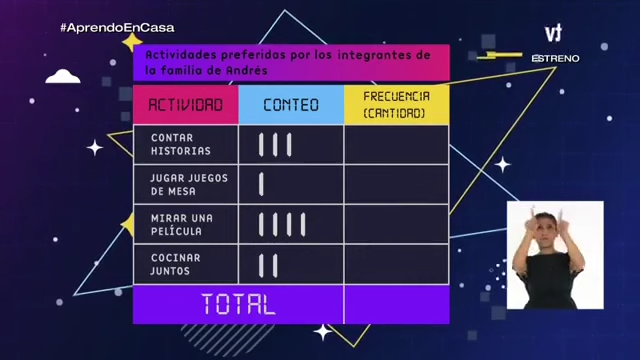 #AprendoEnCasa
ESTRENO
Actividades preferidas por los integrantes de
la familia de Andrés
ACTIVIDAD
CONTEO
FRECUENCIA
(CANTIDAD)
CONTAR
HISTORIAS
JUGAR JUEGOS
DE MESA
MIRAR UNA
PELÍCULA
COCINAR
JUNTOS
TOTAL